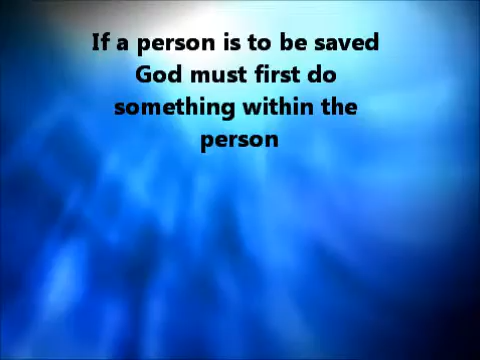 If a person is to be saved
God must first do
something within the
person